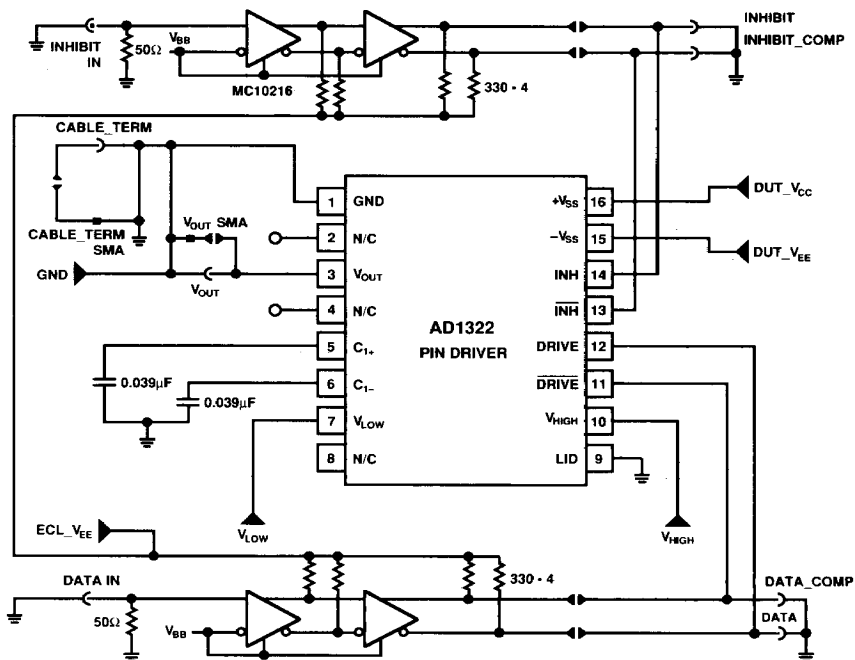 INHIBIT
INHIBIT_COMP
INHIBIT
IN
50Ω
VBB
MC10216
330 - 4
CABLE_TERM
CABLE_TERM
SMA
VOUT SMA
GND
VOUT
1 GND
2 N/C
3 VOUT
4 N/C
5 C1+
6 C1–
7 VLOW
8 N/C
AD1322
PIN DRIVER
+VSS 16
–VSS 15
INH 14
INH 13
DRIVE 12
DRIVE 11
VHIGH 10
LID 9
DUT_VCC
DUT_VEE
0.039µF
0.039µF
VLOW
VHIGH
ECL_VEE
DATA IN
50Ω
VBB
330 - 4
DATA_COMP
DATA